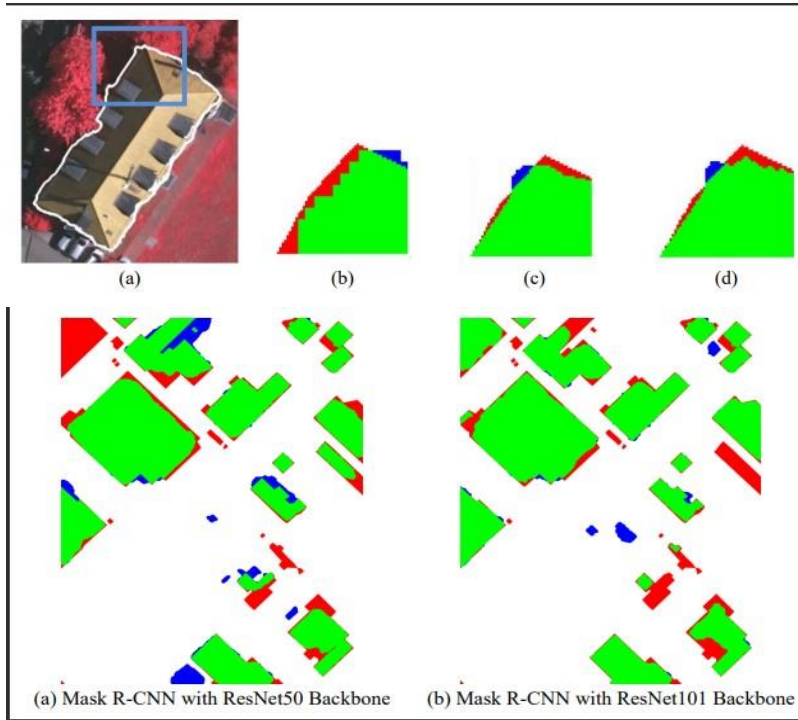 (a)
(b)
(c)
(d)
(a) Mask R-CNN with ResNet50 Backbone
(b) Mask R-CNN with ResNet101 Backbone